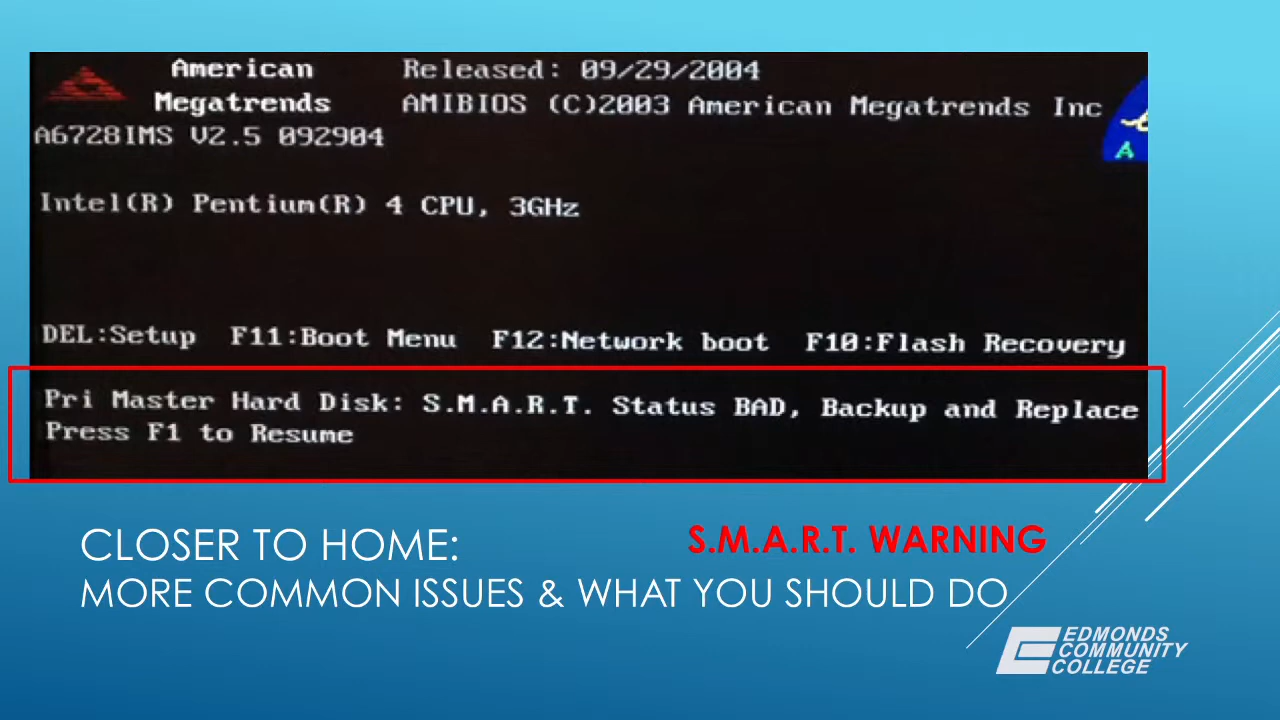 American Released: 09/29/2004
Megatrends AMIBIOS (C)2003 American Megatrends Inc
A6728IMS V2.5 092904
A
Intel(R) Pentium(R) 4 CPU, 3GHz
DEL:Setup F11:Boot Menu F12:Network boot F10:Flash Recovery
Pri Master Hard Disk: S.M.A.R.T. Status BAD, Backup and Replace
Press F1 to Resume
CLOSER TO HOME:
S.M.A.R.T. WARNING
MORE COMMON ISSUES & WHAT YOU SHOULD DO
EDMONDS
COMMUNITY
COLLEGE